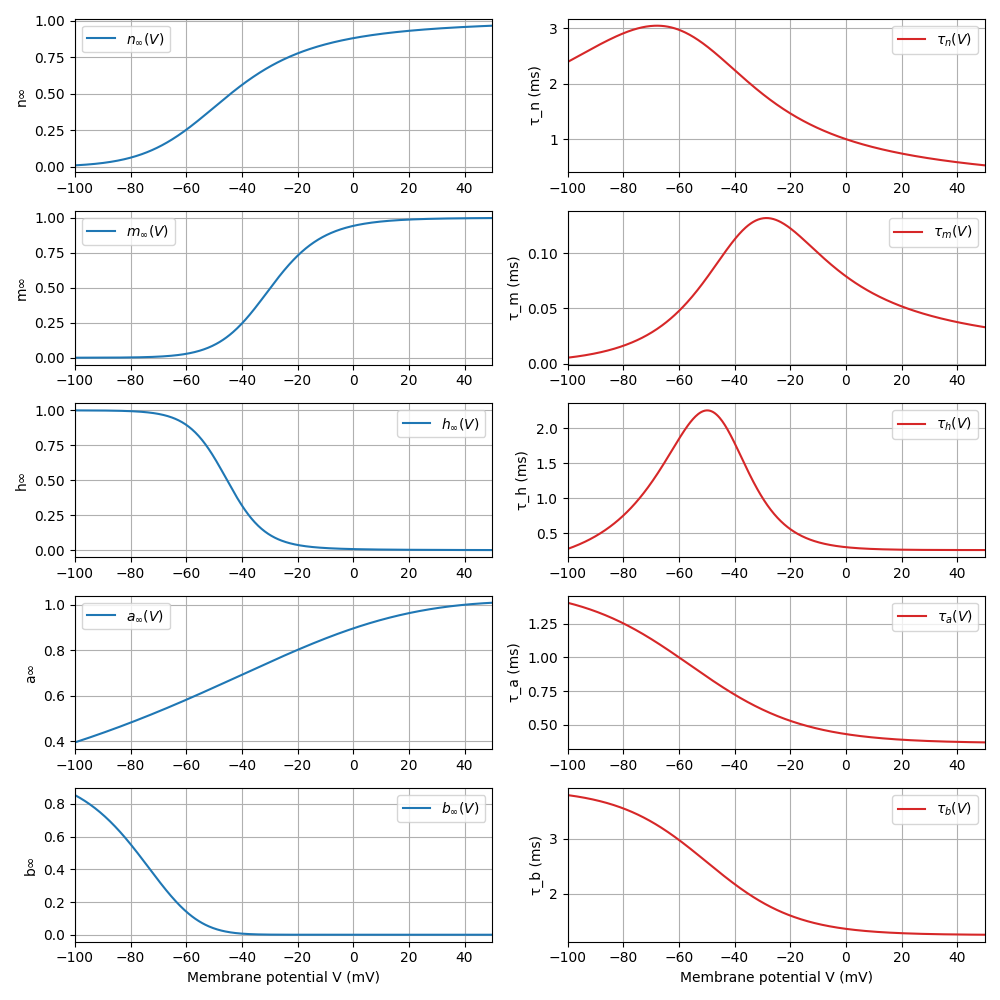 n∞(V)
n∞
1.00
0.75
0.50
0.25
0.00
−100 −80 −60 −40 −20 0 20 40
τn(V)
τ_n (ms)
3
2
1
−100 −80 −60 −40 −20 0 20 40
m∞(V)
m∞
1.00
0.75
0.50
0.25
0.00
−100 −80 −60 −40 −20 0 20 40
τm(V)
τ_m (ms)
0.10
0.05
0.00
−100 −80 −60 −40 −20 0 20 40
h∞(V)
h∞
1.00
0.75
0.50
0.25
0.00
−100 −80 −60 −40 −20 0 20 40
τh(V)
τ_h (ms)
2.0
1.5
1.0
0.5
−100 −80 −60 −40 −20 0 20 40
a∞(V)
a∞
1.0
0.8
0.6
0.4
−100 −80 −60 −40 −20 0 20 40
τa(V)
τ_a (ms)
1.25
1.00
0.75
0.50
−100 −80 −60 −40 −20 0 20 40
b∞(V)
b∞
0.8
0.6
0.4
0.2
0.0
−100 −80 −60 −40 −20 0 20 40
Membrane potential V (mV)
τb(V)
τ_b (ms)
3
2
−100 −80 −60 −40 −20 0 20 40
Membrane potential V (mV)